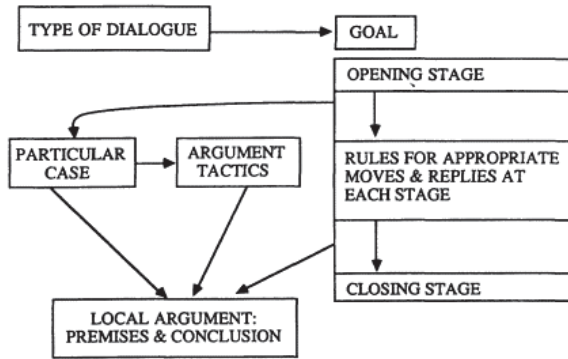 TYPE OF DIALOGUE
GOAL
OPENING STAGE
PARTICULAR
CASE
ARGUMENT
TACTICS
RULES FOR APPROPRIATE
MOVES & REPLIES AT
EACH STAGE
CLOSING STAGE
LOCAL ARGUMENT:
PREMISES & CONCLUSION